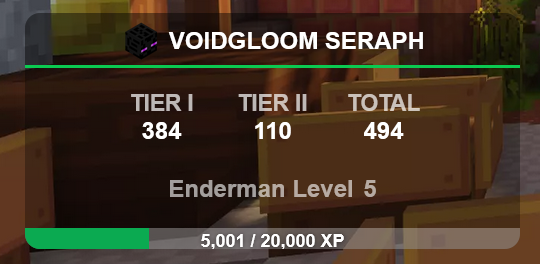 VOIDGLOOM SERAPH
TIER I TIER II TOTAL
384 110 494
Enderman Level 5
5,001 / 20,000 XP